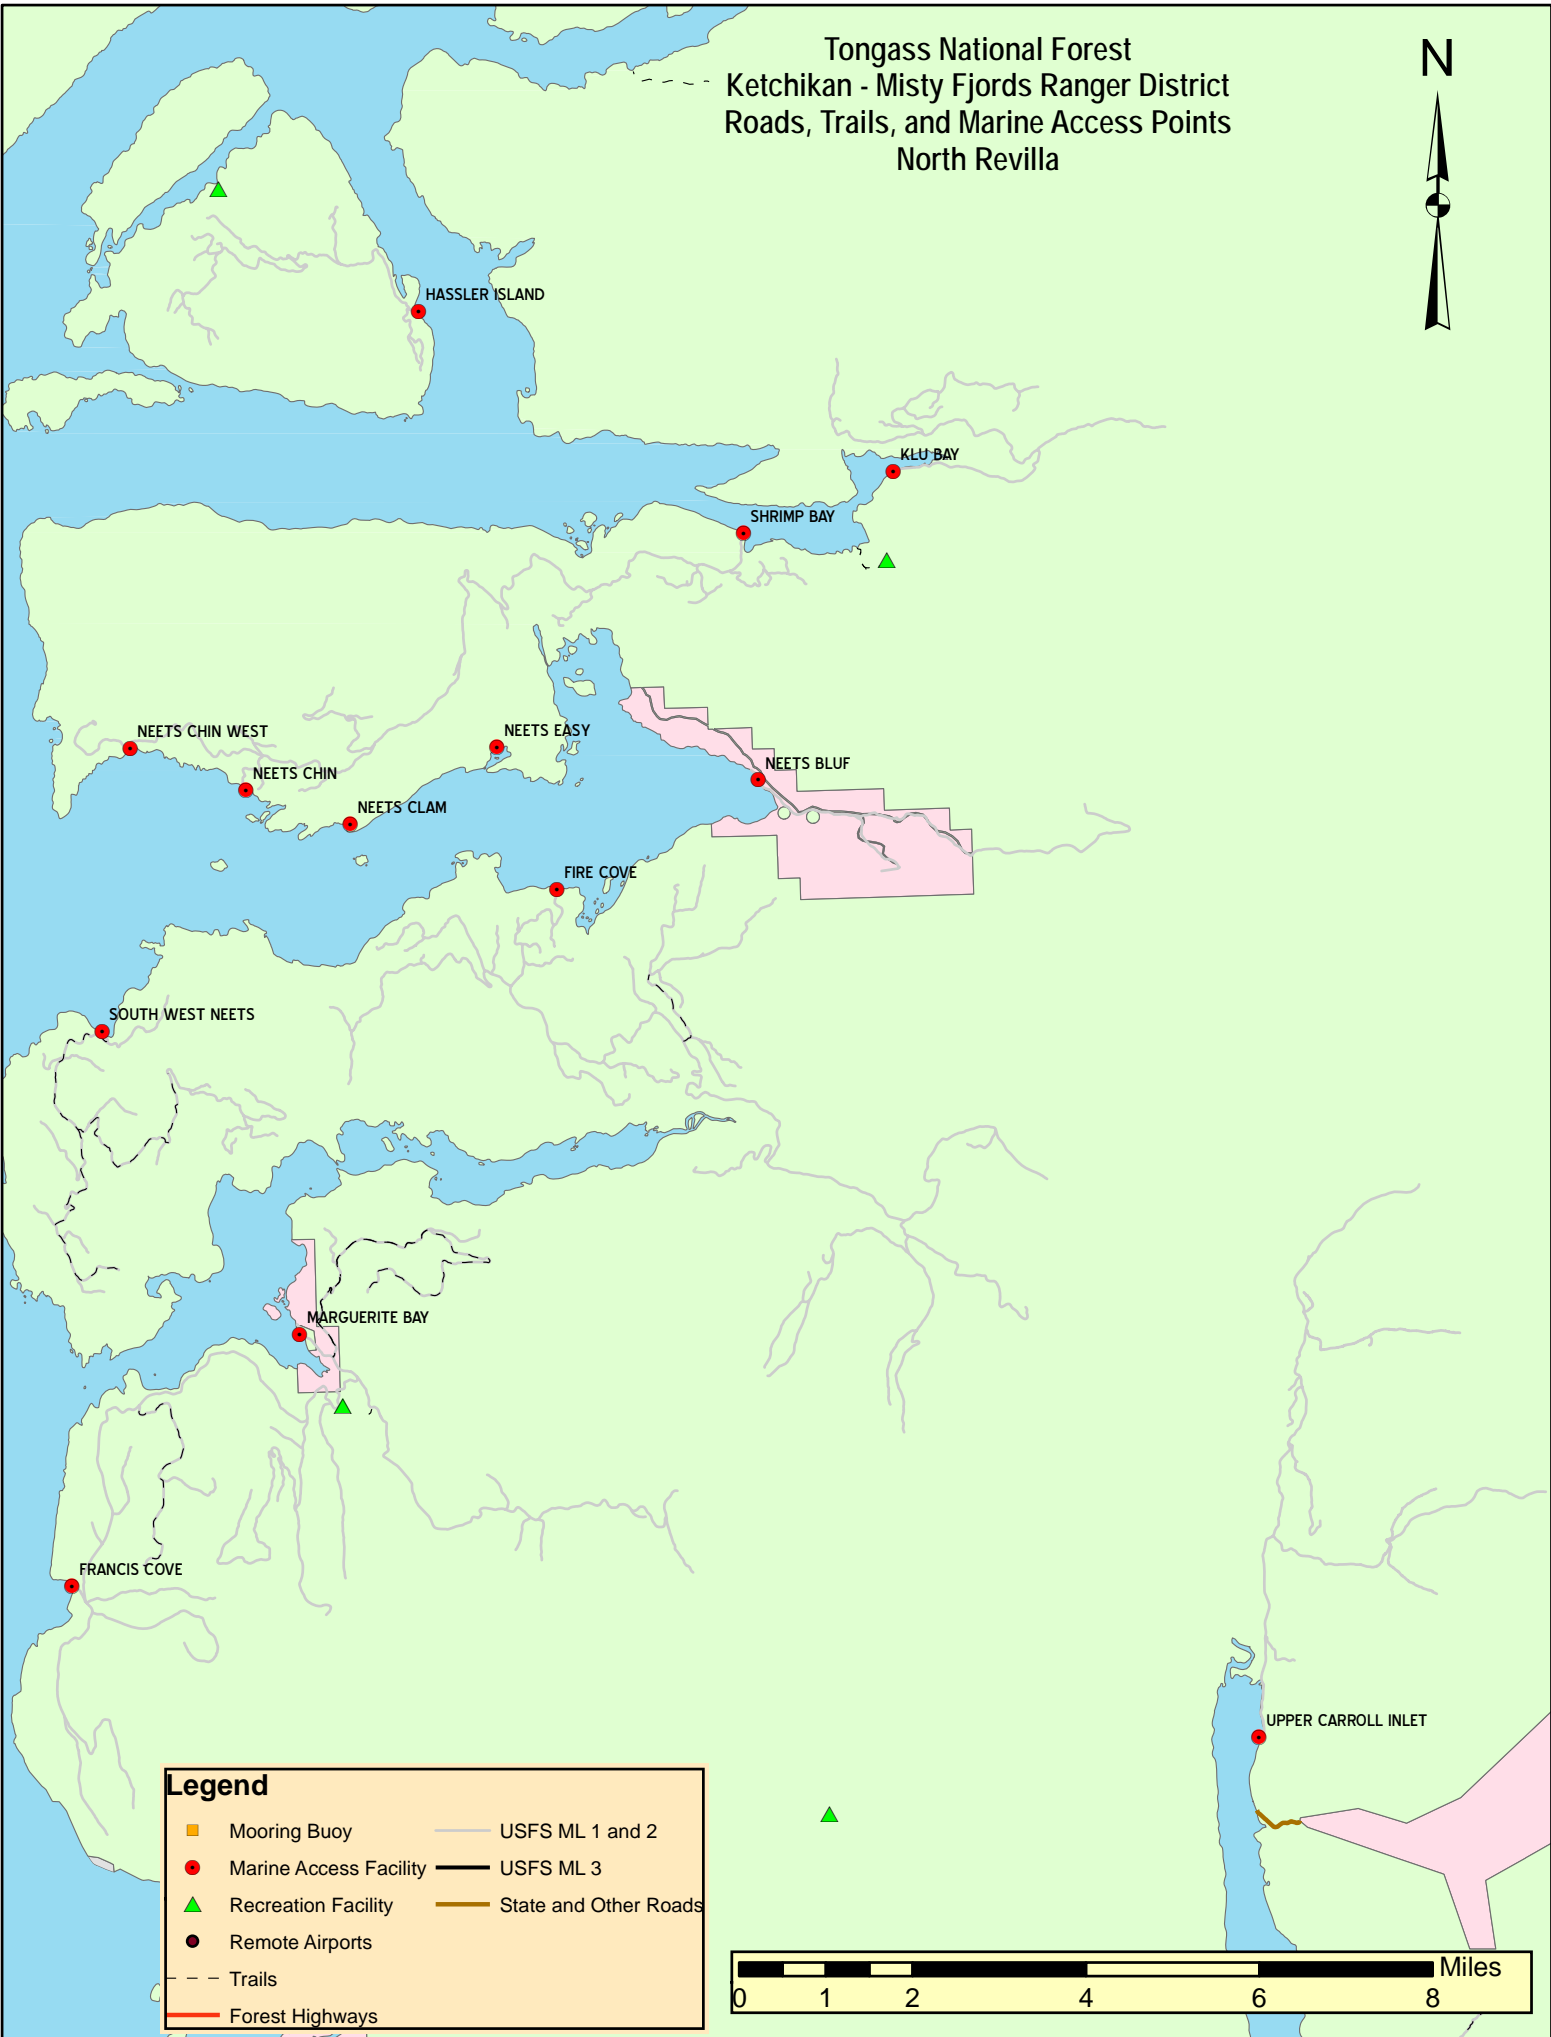 Tongass National Forest
Ketchikan - Misty Fjords Ranger District
Roads, Trails, and Marine Access Points
North Revilla
N
HASSLER ISLAND
KLU BAY
SHRIMP BAY
NEETS CHIN WEST
NEETS EASY
NEETS BLUF
NEETS CHIN
NEETS CLAM
FIRE COVE
SOUTH WEST NEETS
MARGUERITE BAY
FRANCIS COVE
UPPER CARROLL INLET
Legend
Mooring Buoy
Marine Access Facility
Recreation Facility
Remote Airports
Trails
Forest Highways
USFS ML 1 and 2
USFS ML 3
State and Other Roads
Miles
0 1 2 4 6 8